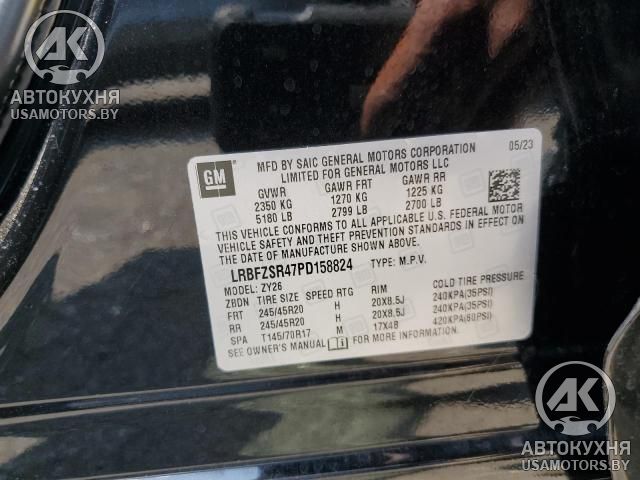 AK
АВТОКУХНЯ
USAMOTORS.BY
GM
MFD BY SAIC GENERAL MOTORS CORPORATION
LIMITED FOR GENERAL MOTORS LLC
05/23
GVWR GAWR FRT GAWR RR
2350 KG 1270 KG 1225 KG
5180 LB 2799 LB 2700 LB
THIS VEHICLE CONFORMS TO ALL APPLICABLE U.S. FEDERAL MOTOR
VEHICLE SAFETY AND THEFT PREVENTION STANDARDS IN EFFECT ON
THE DATE OF MANUFACTURE SHOWN ABOVE.
LRBFZSR47PD158824 TYPE: M.P.V.
MODEL: ZY26
ZBDN TIRE SIZE SPEED RTG RIM COLD TIRE PRESSURE
FRT 245/45R20 H 20X8.5J 240KPA(35PSI)
RR 245/45R20 H 20X8.5J 240KPA(35PSI)
SPA T145/70R17 M 17X4B 420KPA(60PSI)
SEE OWNER'S MANUAL
AK
АВТОКУХНЯ
USAMOTORS.BY